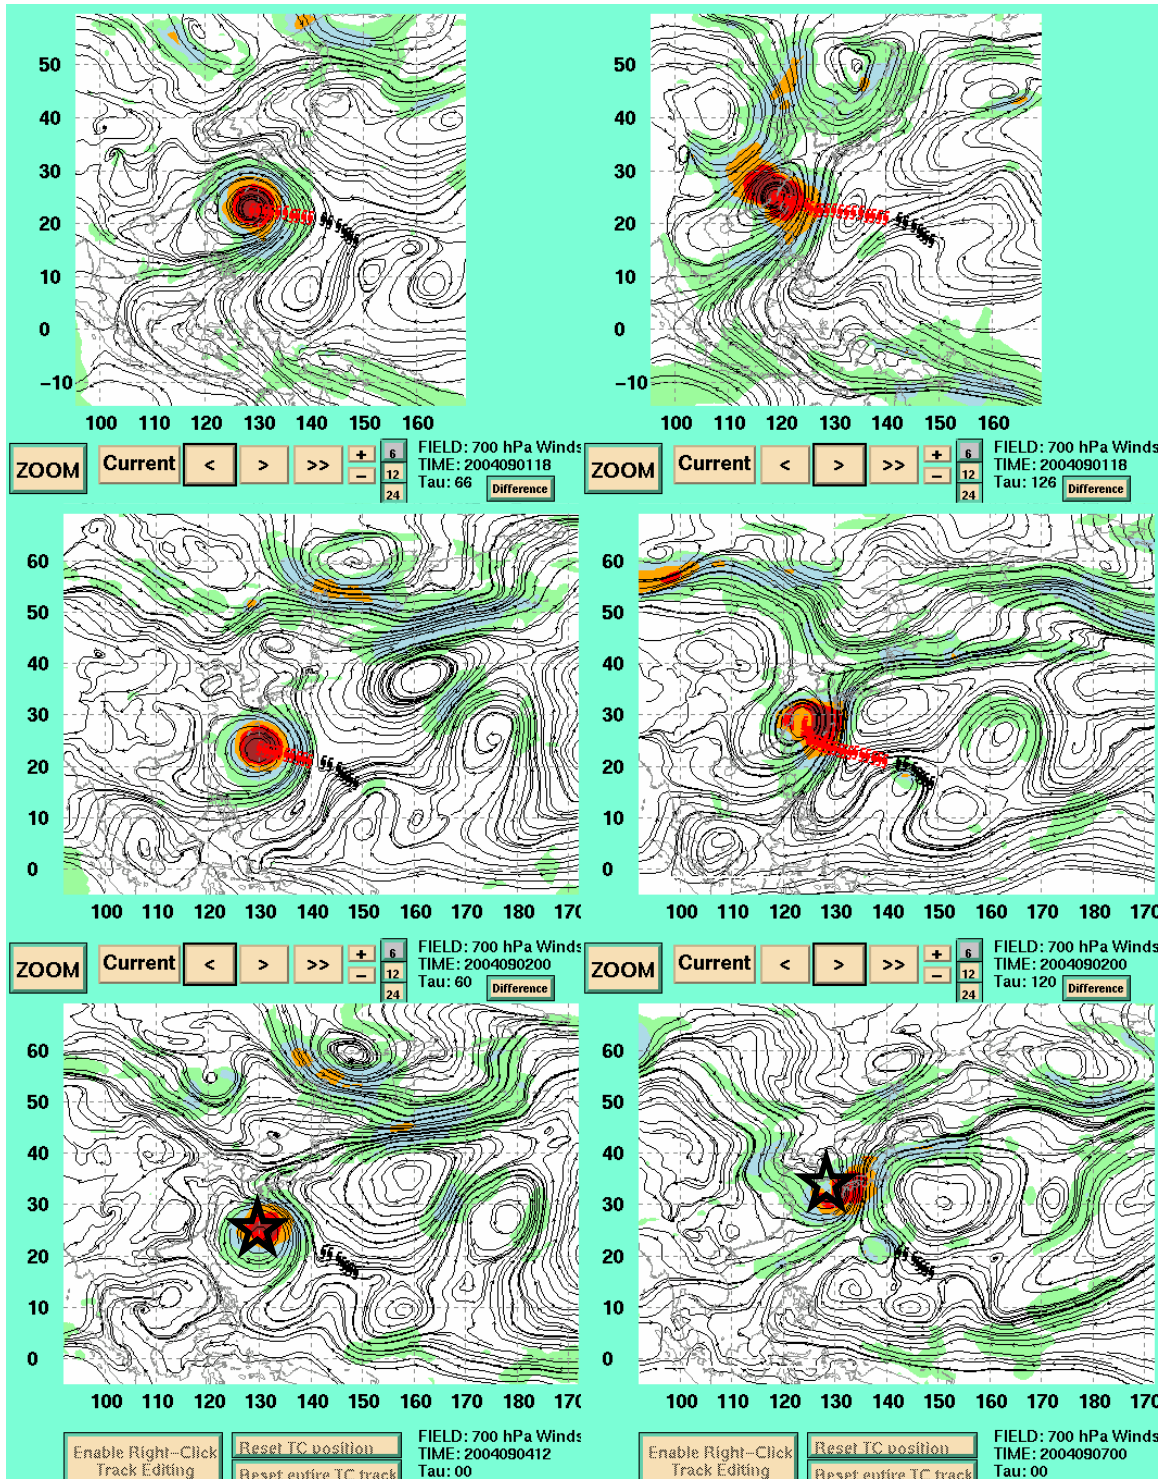 50
40
30
20
10
0
−10
100 110 120 130 140 150 160
50
40
30
20
10
0
−10
100 110 120 130 140 150 160
ZOOM
Current
<
>
>>
+
−
6
12
24
FIELD: 700 hPa Winds
TIME: 2004090118
Tau: 66
Difference
ZOOM
Current
<
>
>>
+
−
6
12
24
FIELD: 700 hPa Winds
TIME: 2004090118
Tau: 126
Difference
60
50
40
30
20
10
0
100 110 120 130 140 150 160 170
60
50
40
30
20
10
0
100 110 120 130 140 150 160 170
ZOOM
Current
<
>
>>
+
−
6
12
24
FIELD: 700 hPa Winds
TIME: 2004090200
Tau: 60
Difference
ZOOM
Current
<
>
>>
+
−
6
12
24
FIELD: 700 hPa Winds
TIME: 2004090200
Tau: 120
Difference
60
50
40
30
20
10
0
100 110 120 130 140 150 160 170
60
50
40
30
20
10
0
100 110 120 130 140 150 160 170
Enable Right−Click
Track Editing
Reset TC position
Reset entire TC track
FIELD: 700 hPa Winds
TIME: 2004090412
Tau: 00
Enable Right−Click
Track Editing
Reset TC position
Reset entire TC track
FIELD: 700 hPa Winds
TIME: 2004090700
Tau: 00